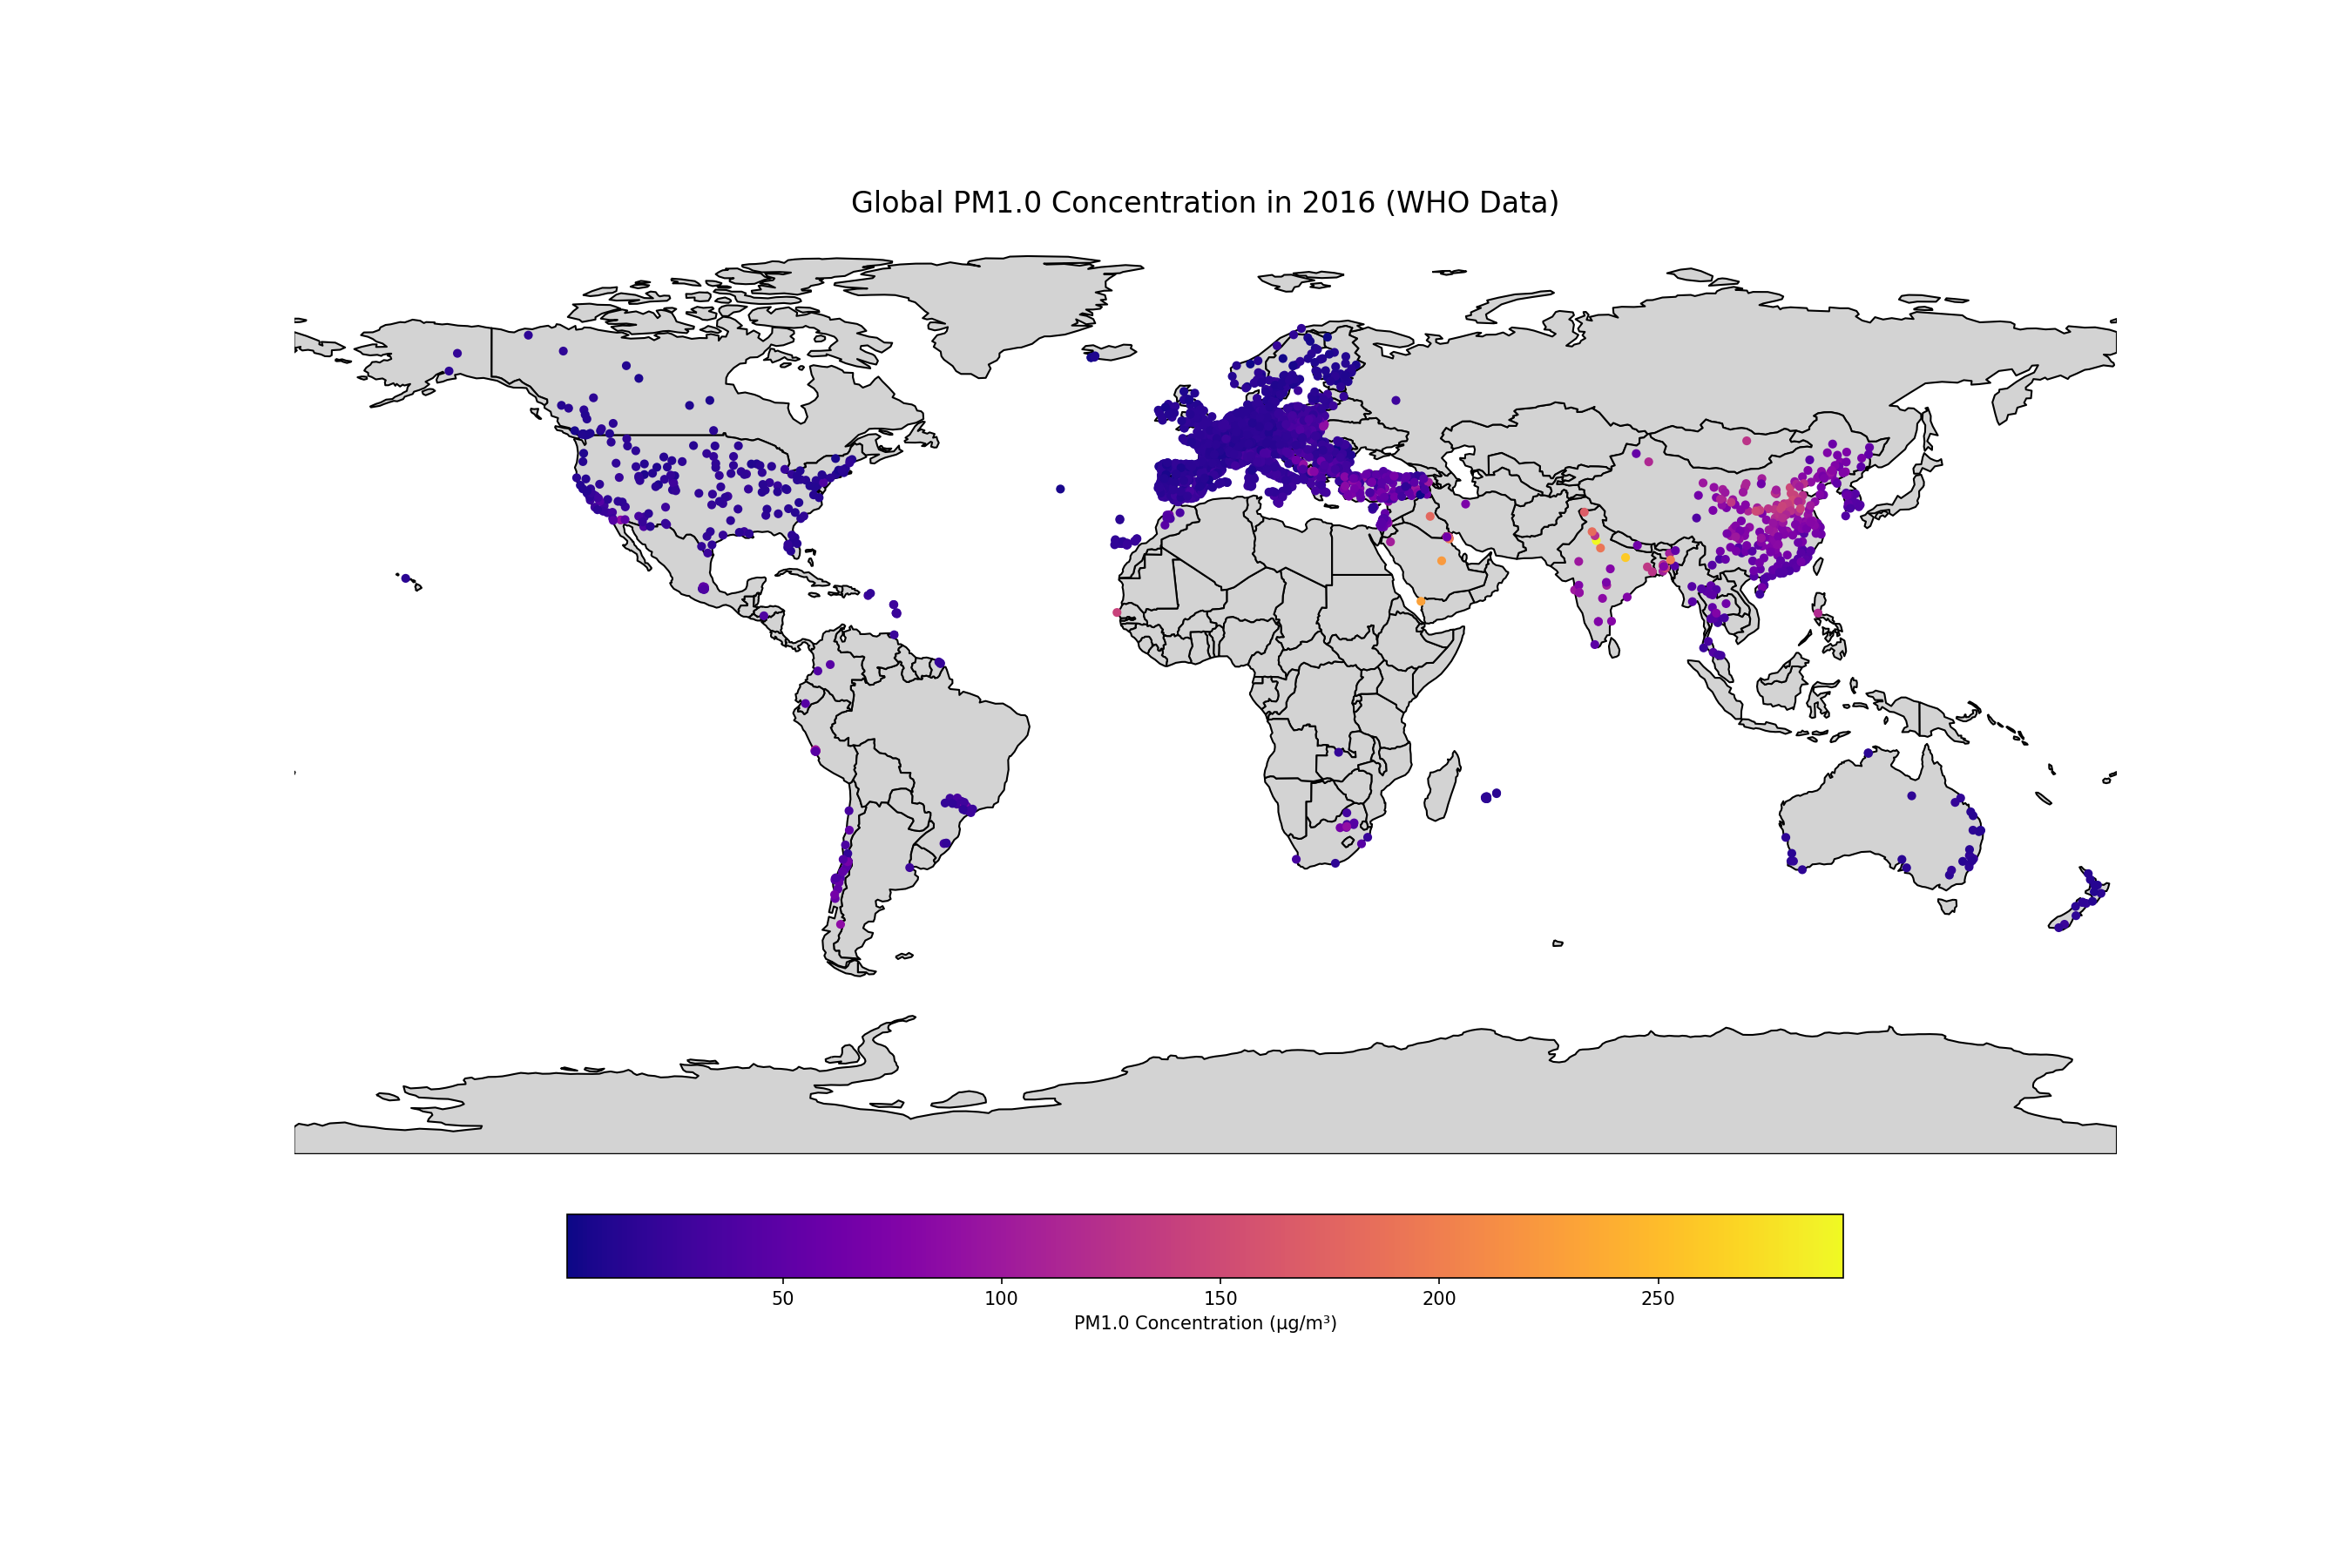 Global PM1.0 Concentration in 2016 (WHO Data)
50 100 150 200 250
PM1.0 Concentration (µg/m³)